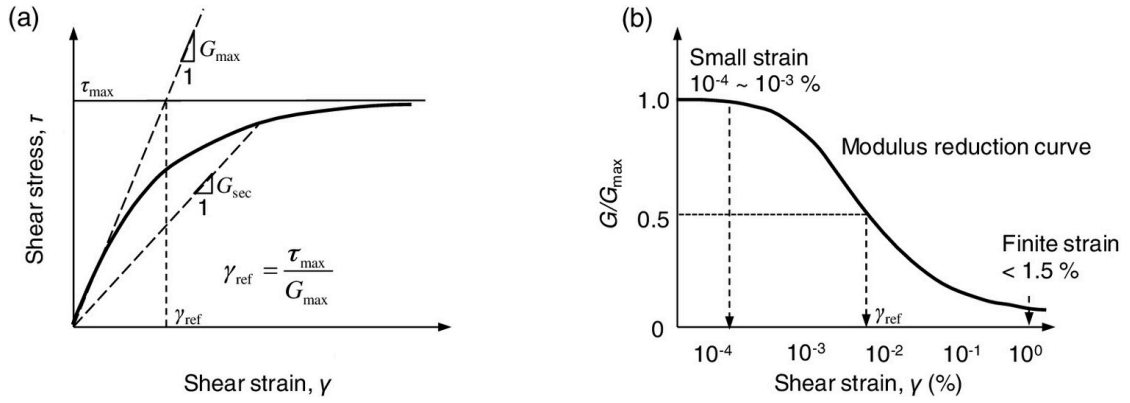 (a)
G_max
1
τ_max
Shear stress, τ
G_sec
1
γ_ref = τ_max / G_max
γ_ref
Shear strain, γ
(b)
Small strain
10^-4 ~ 10^-3 %
1.0
Modulus reduction curve
G/G_max
0.5
Finite strain
< 1.5 %
γ_ref
0
10^-4 10^-3 10^-2 10^-1 10^0
Shear strain, γ (%)